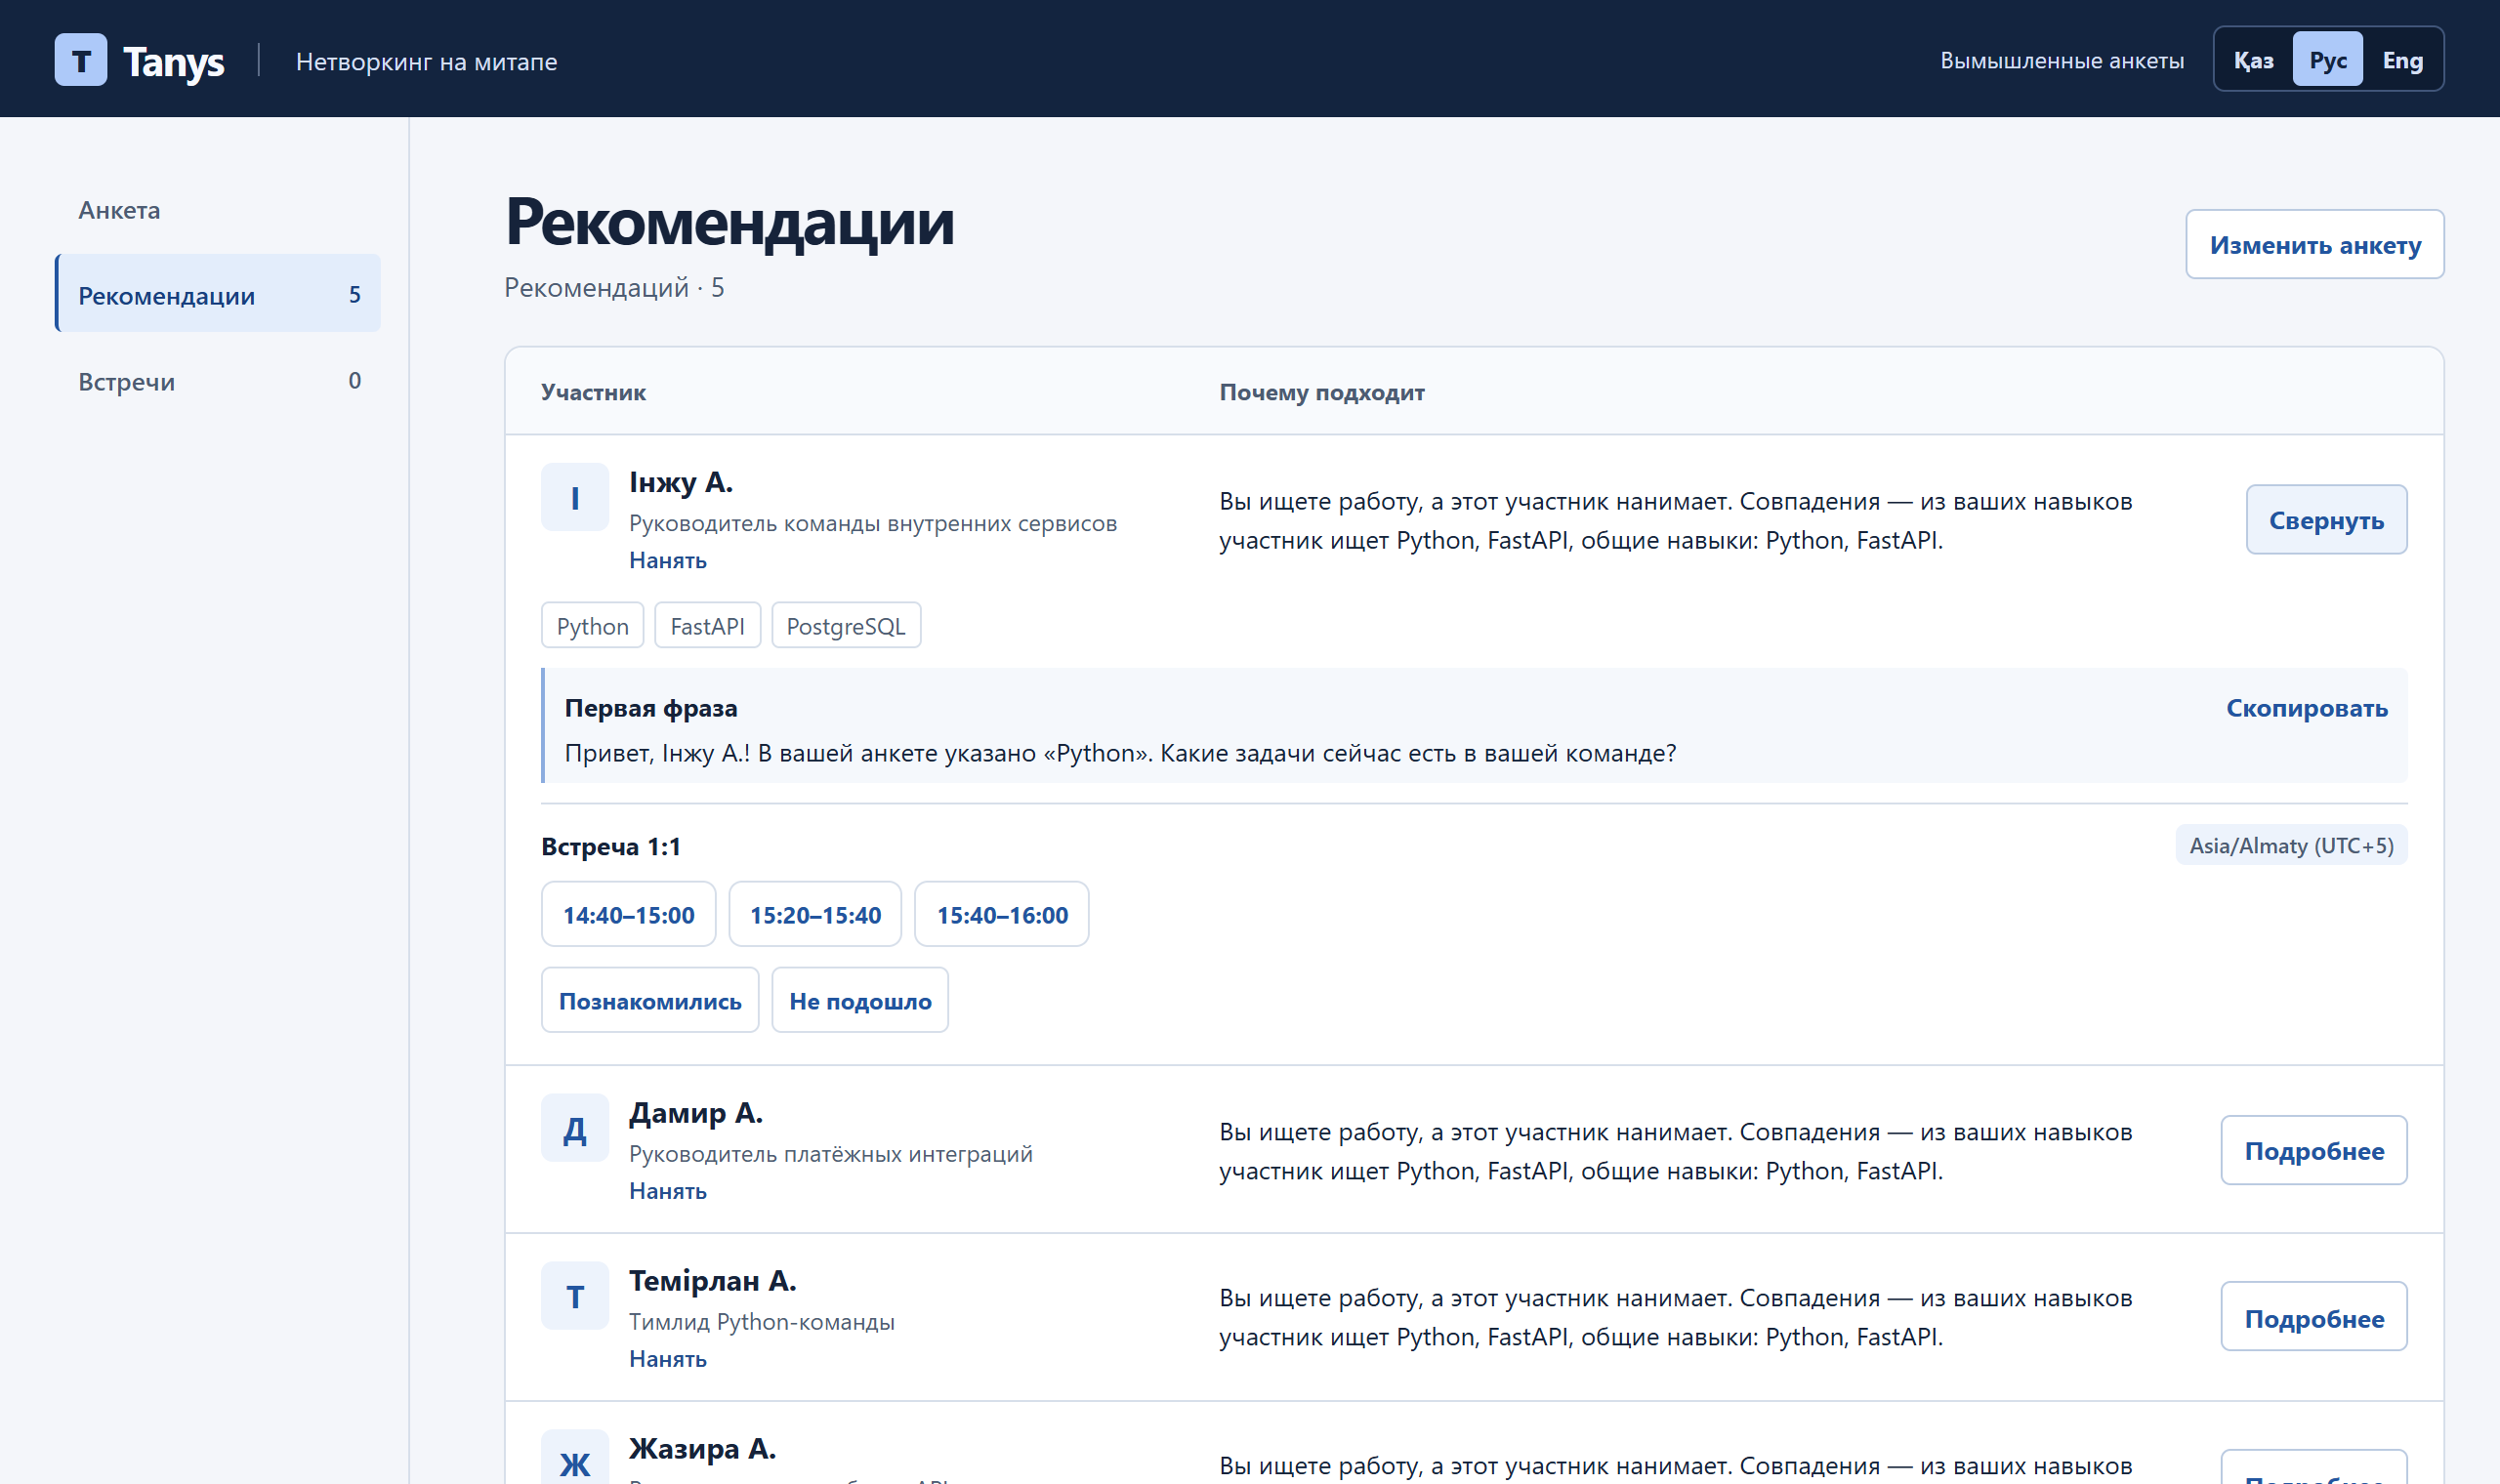 T Tanys
Нетворкинг на митапе
Вымышленные анкеты
Қаз Рус Eng
Анкета
Рекомендации 5
Встречи 0
Рекомендации
Рекомендаций · 5
Изменить анкету
Участник Почему подходит
І
Інжу А.
Руководитель команды внутренних сервисов
Нанять
Вы ищете работу, а этот участник нанимает. Совпадения — из ваших навыков
участник ищет Python, FastAPI, общие навыки: Python, FastAPI.
Свернуть
Python FastAPI PostgreSQL
Первая фраза
Скопировать
Привет, Інжу А.! В вашей анкете указано «Python». Какие задачи сейчас есть в вашей команде?
Встреча 1:1
Asia/Almaty (UTC+5)
14:40–15:00 15:20–15:40 15:40–16:00
Познакомились Не подошло
Д
Дамир А.
Руководитель платёжных интеграций
Нанять
Вы ищете работу, а этот участник нанимает. Совпадения — из ваших навыков
участник ищет Python, FastAPI, общие навыки: Python, FastAPI.
Подробнее
Т
Темірлан А.
Тимлид Python-команды
Нанять
Вы ищете работу, а этот участник нанимает. Совпадения — из ваших навыков
участник ищет Python, FastAPI, общие навыки: Python, FastAPI.
Подробнее
Ж
Жазира А.
Вы ищете работу, а этот участник нанимает. Совпадения — из ваших навыков